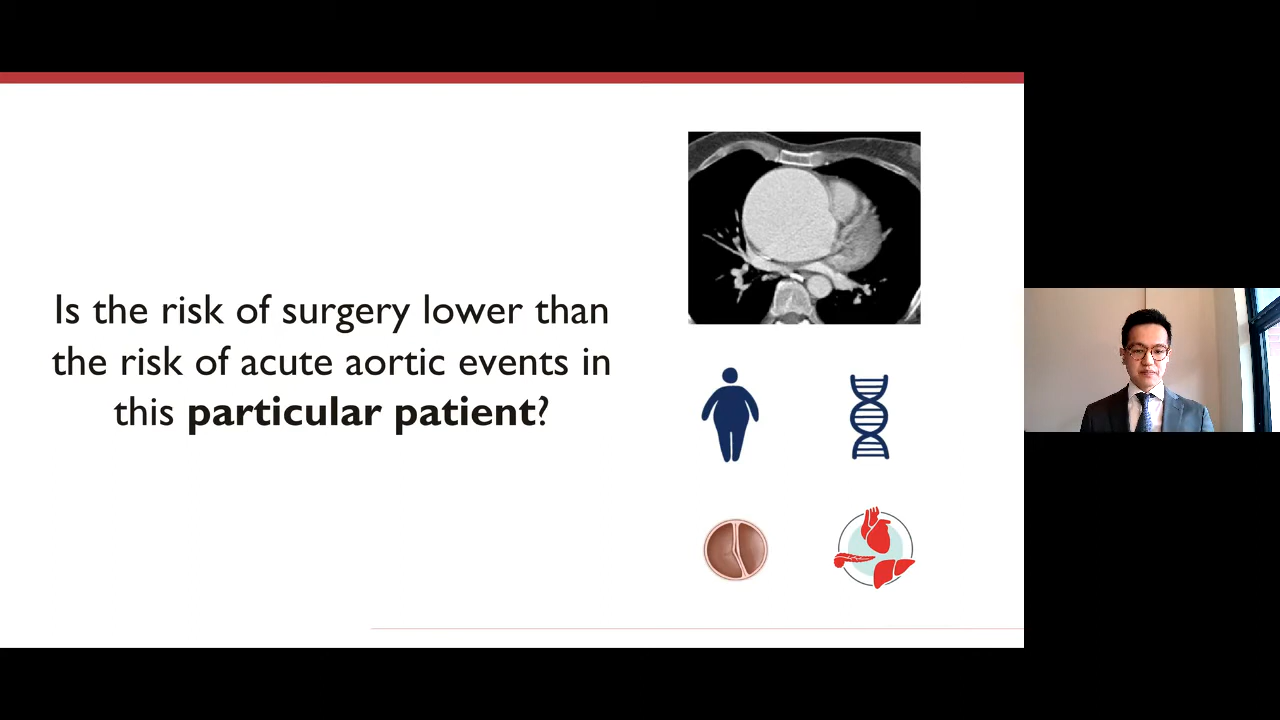 Is the risk of surgery lower than
the risk of acute aortic events in
this particular patient?